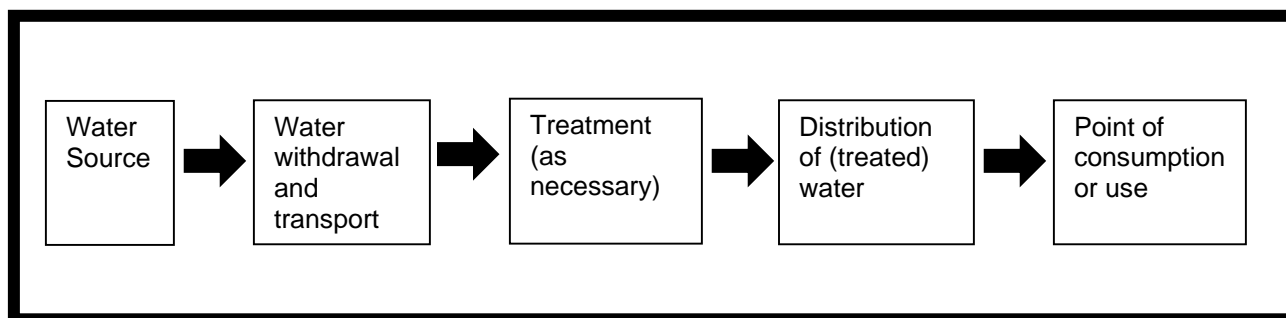 Water
Source
Water
withdrawal
and
transport
Treatment
(as
necessary)
Distribution
of (treated)
water
Point of
consumption
or use